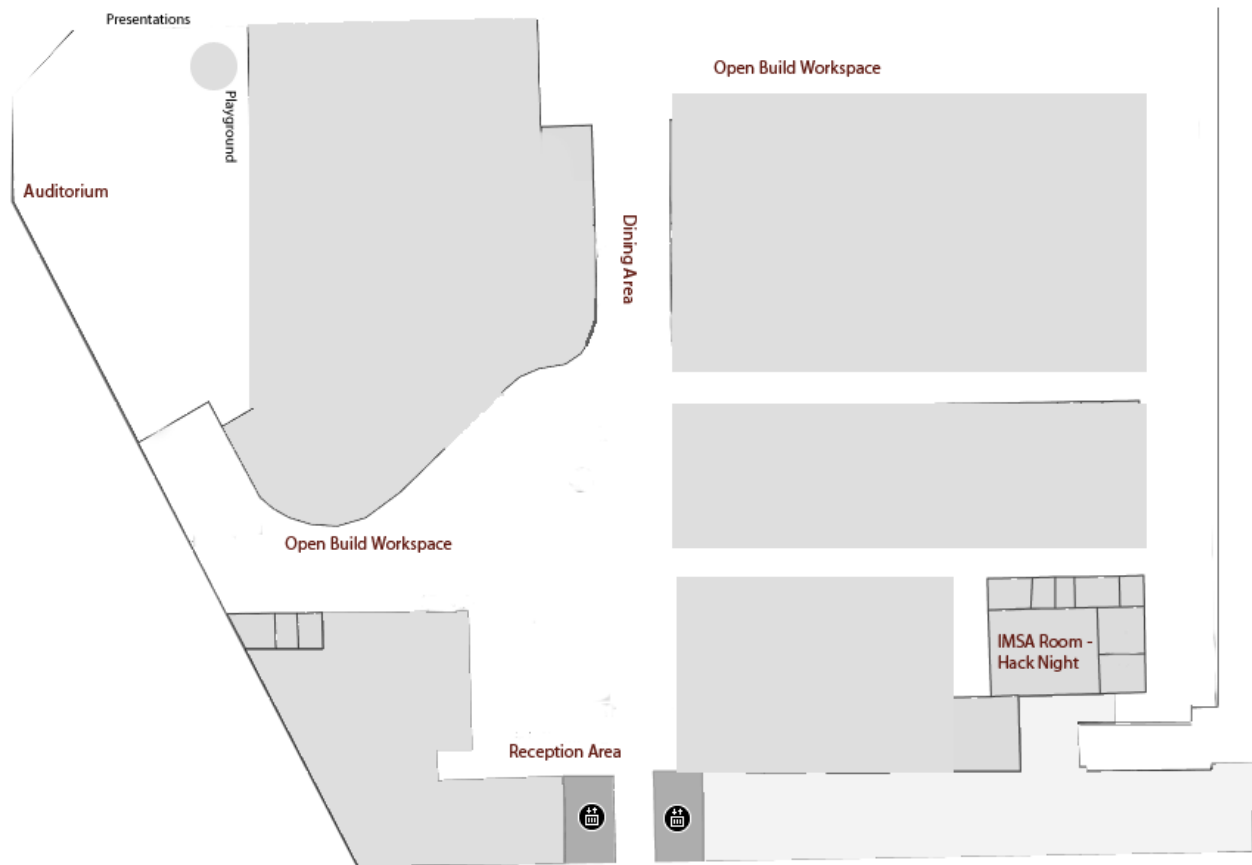 Presentations
Open Build Workspace
Playground
Auditorium
Dining Area
Open Build Workspace
IMSA Room -
Hack Night
Reception Area